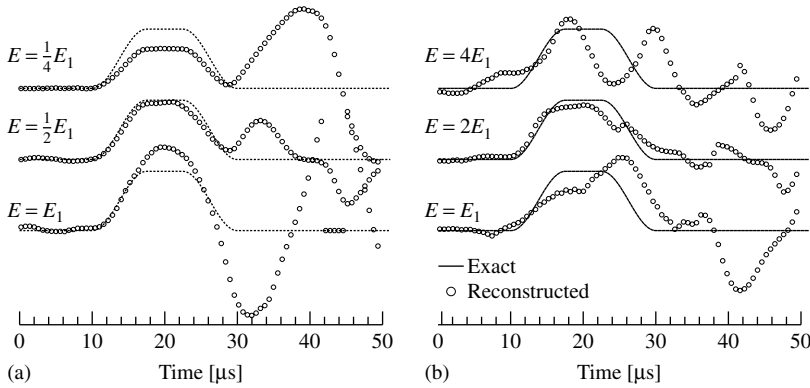 E = 1/4 E₁
E = 1/2 E₁
E = E₁
0 10 20 30 40 50
(a) Time [μs]
E = 4E₁
E = 2E₁
E = E₁
Exact
Reconstructed
0 10 20 30 40 50
(b) Time [μs]